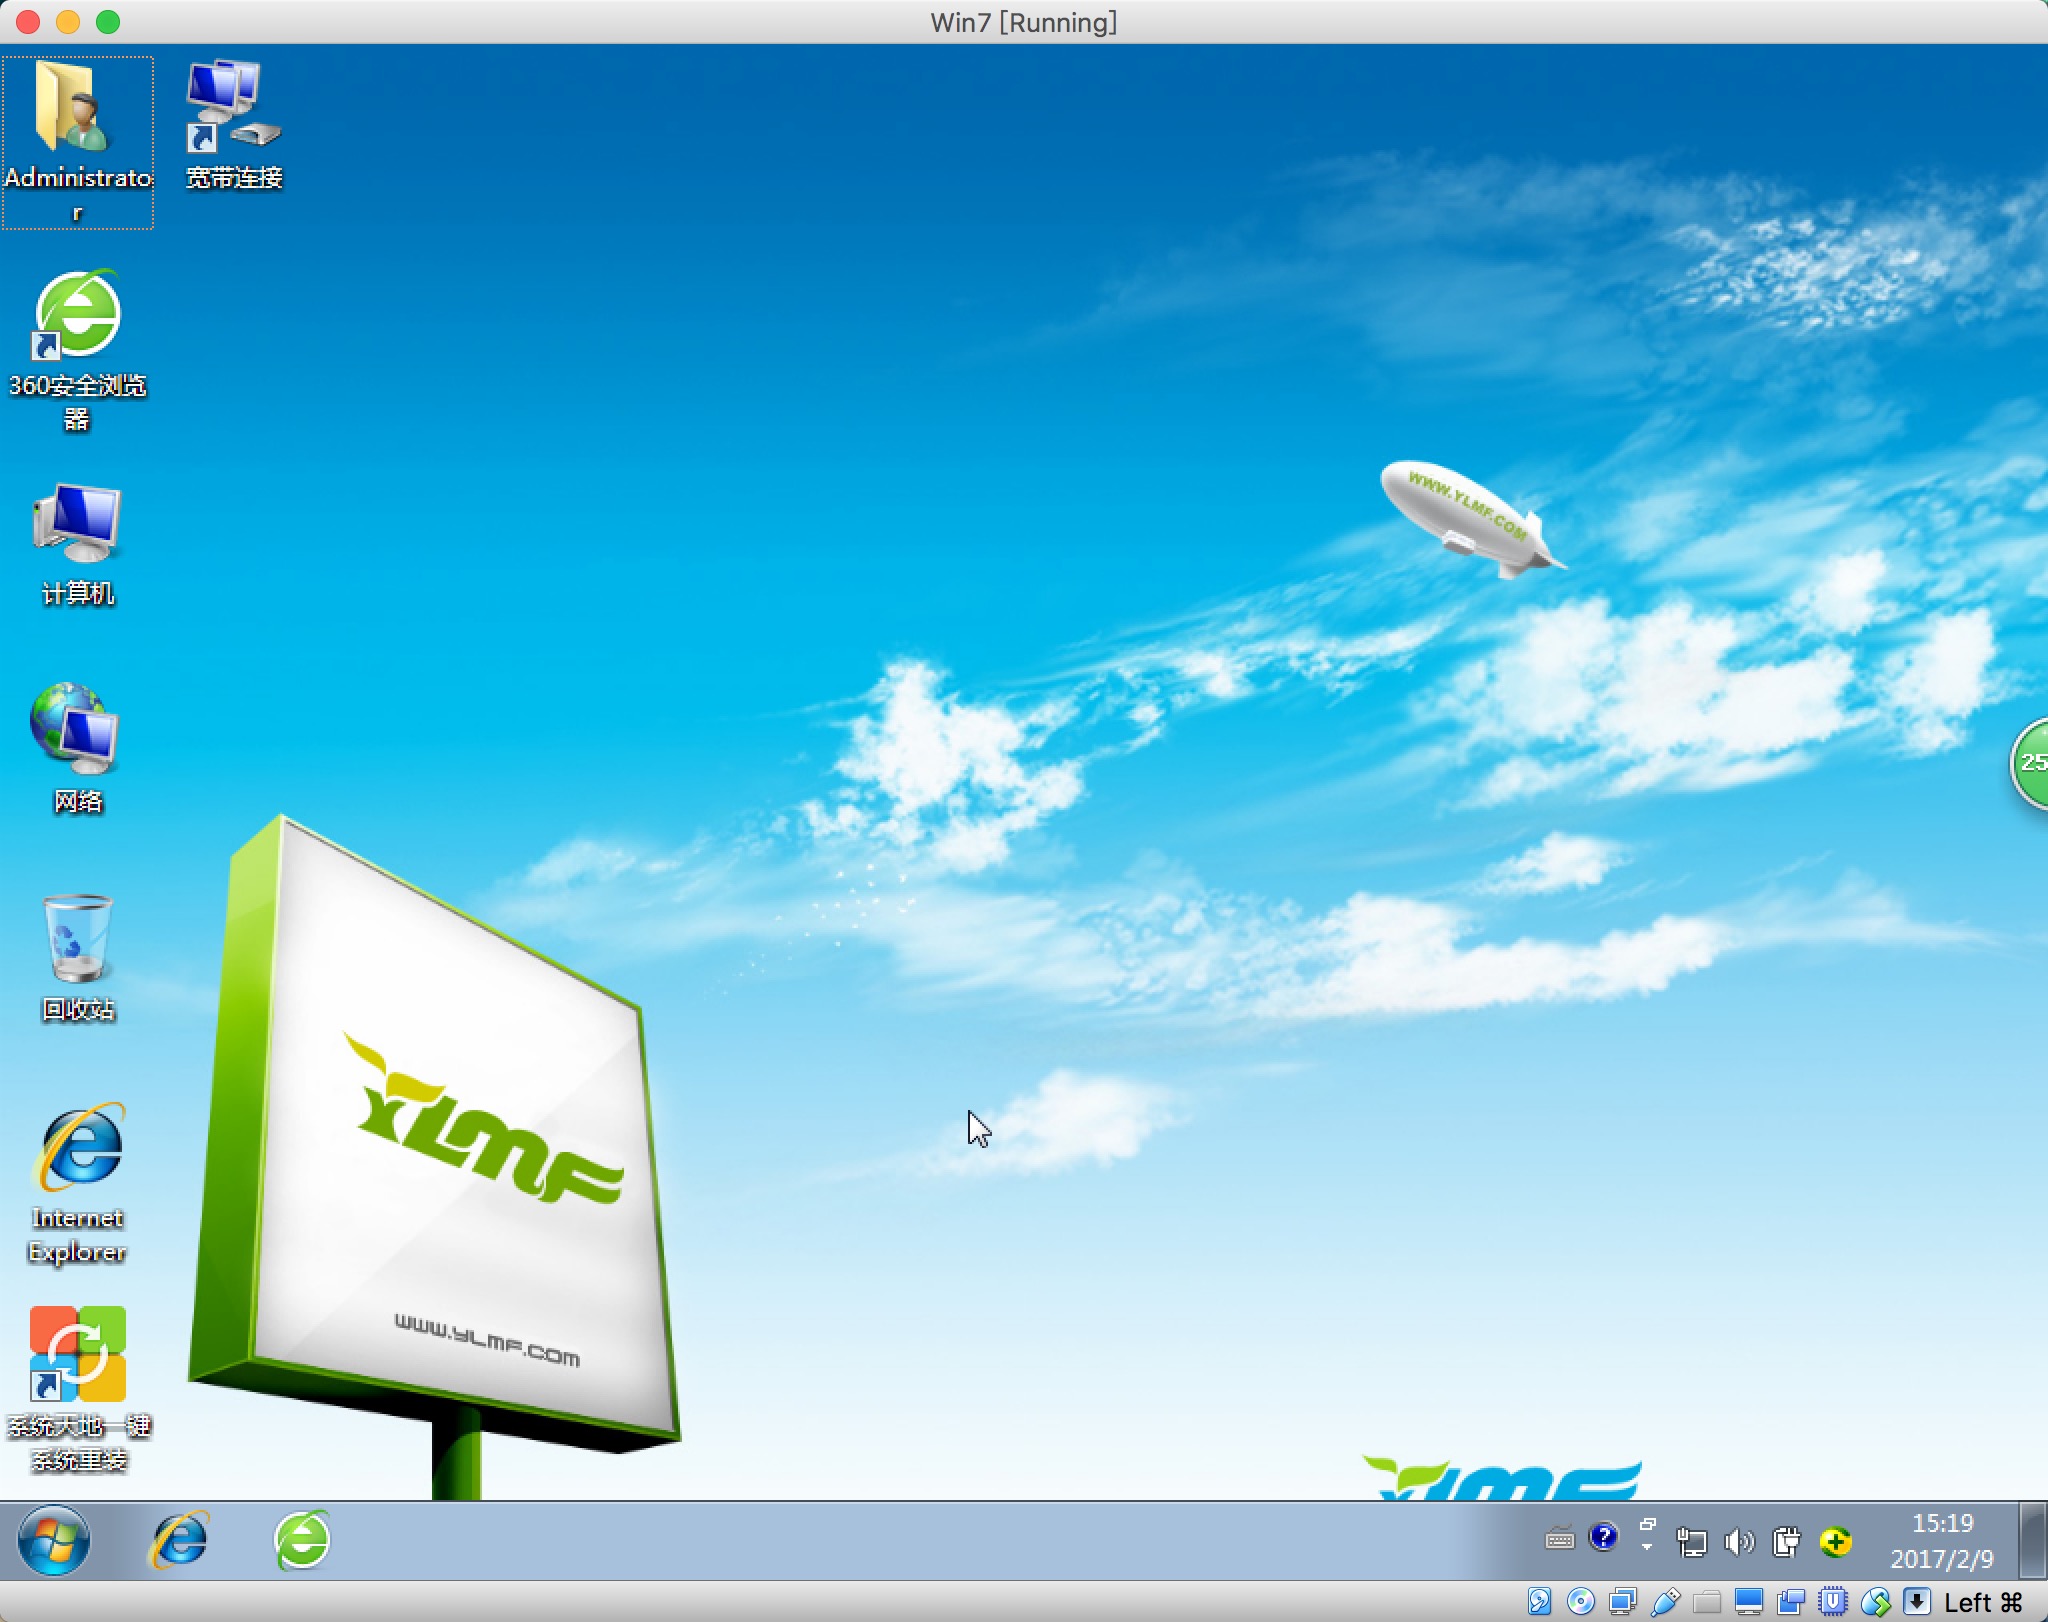 Win7 [Running]
Administrato
r
宽带连接
360安全浏览
器
计算机
网络
回收站
Internet
Explorer
系统天地一键
系统重装
WWW.YLMF.COM
25
YLMF
www.YLMF.com
YLMF
15:19
2017/2/9
Left ⌘